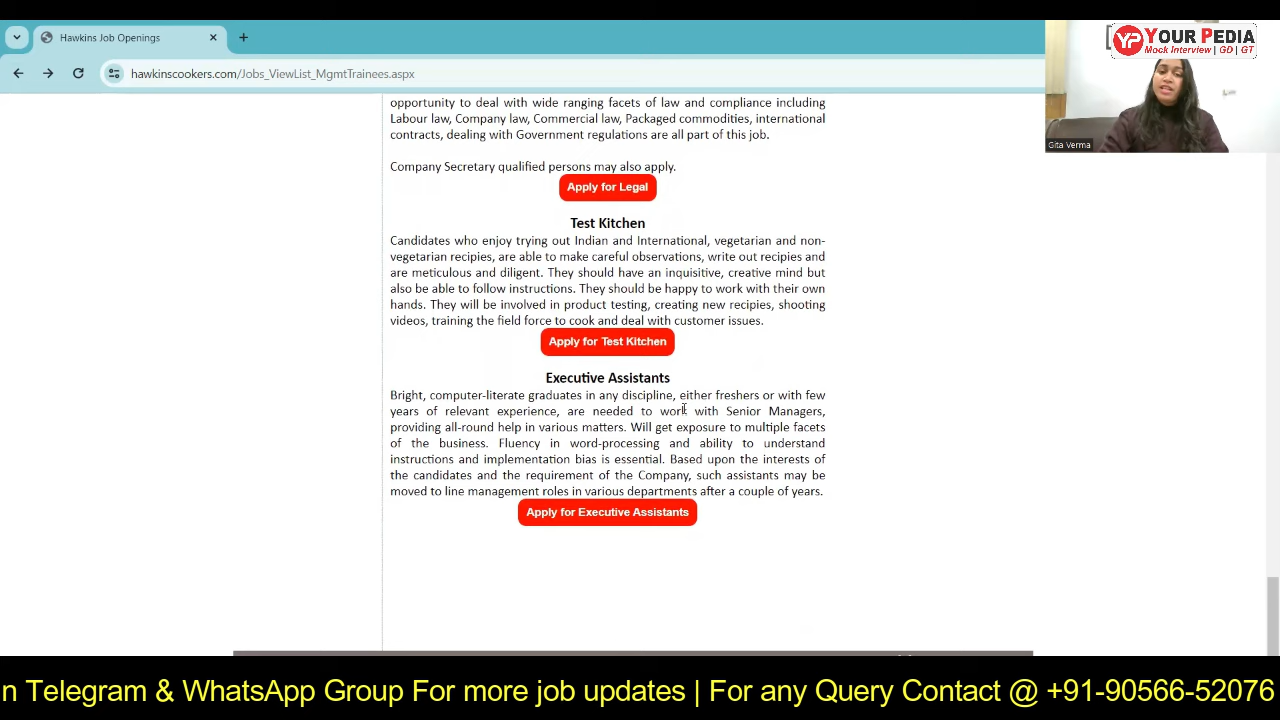 Hawkins Job Openings
hawkinscookers.com/Jobs_ViewList_MgmtTrainees.aspx
YP YOUR PEDIA
Mock Interview | GD | GT
Gita Verma
opportunity to deal with wide ranging facets of law and compliance including
Labour law, Company law, Commercial law, Packaged commodities, international
contracts, dealing with Government regulations are all part of this job.
Company Secretary qualified persons may also apply.
Apply for Legal
Test Kitchen
Candidates who enjoy trying out Indian and International, vegetarian and non-
vegetarian recipies, are able to make careful observations, write out recipies and
are meticulous and diligent. They should have an inquisitive, creative mind but
also be able to follow instructions. They should be happy to work with their own
hands. They will be involved in product testing, creating new recipies, shooting
videos, training the field force to cook and deal with customer issues.
Apply for Test Kitchen
Executive Assistants
Bright, computer-literate graduates in any discipline, either freshers or with few
years of relevant experience, are needed to work with Senior Managers,
providing all-round help in various matters. Will get exposure to multiple facets
of the business. Fluency in word-processing and ability to understand
instructions and implementation bias is essential. Based upon the interests of
the candidates and the requirement of the Company, such assistants may be
moved to line management roles in various departments after a couple of years.
Apply for Executive Assistants
n Telegram & WhatsApp Group For more job updates | For any Query Contact @ +91-90566-52076